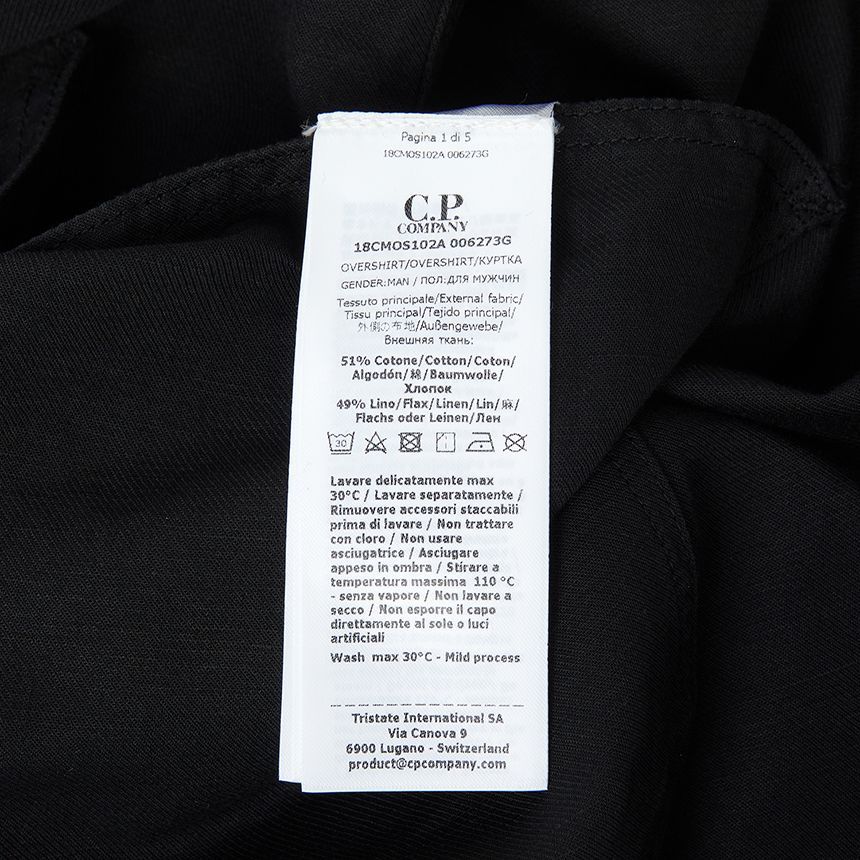 Pagina 1 di 5
18CMOS102A 006273G
C.P.
COMPANY
18CMOS102A 006273G
OVERSHIRT/OVERSHIRT/КУРТКА
GENDER:MAN / ПОЛ:ДЛЯ МУЖЧИН
Tessuto principale/External fabric/
Tissu principal/Tejido principal/
外側の布地/Außengewebe/
Внешняя ткань:
51% Cotone/Cotton/Coton/
Algodón/綿/Baumwolle/
Хлопок
49% Lino/Flax/Linen/Lin/麻/
Flachs oder Leinen/Лен
30
Lavare delicatamente max
30°C / Lavare separatamente /
Rimuovere accessori staccabili
prima di lavare / Non trattare
con cloro / Non usare
asciugatrice / Asciugare
appeso in ombra / Stirare a
temperatura massima 110 °C
- senza vapore / Non lavare a
secco / Non esporre il capo
direttamente al sole o luci
artificiali
Wash max 30°C - Mild process
Tristate International SA
Via Canova 9
6900 Lugano - Switzerland
product@cpcompany.com